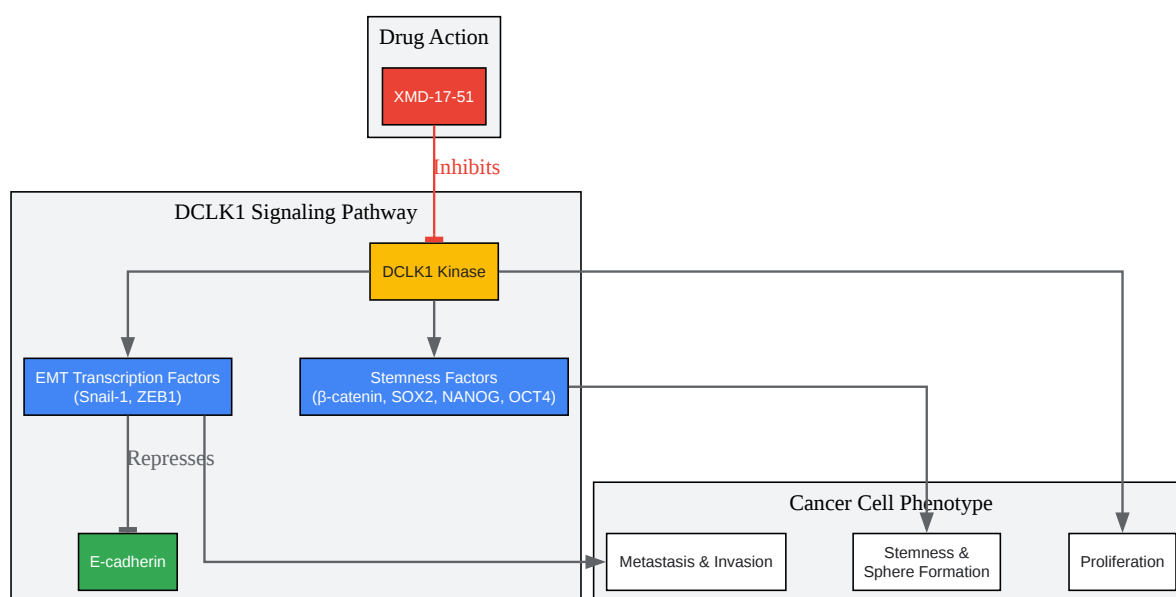 Drug Action
XMD-17-51
Inhibits
DCLK1 Signaling Pathway
DCLK1 Kinase
EMT Transcription Factors
(Snail-1, ZEB1)
Stemness Factors
(β-catenin, SOX2, NANOG, OCT4)
Represses
Cancer Cell Phenotype
E-cadherin
Metastasis & Invasion
Stemness &
Sphere Formation
Proliferation